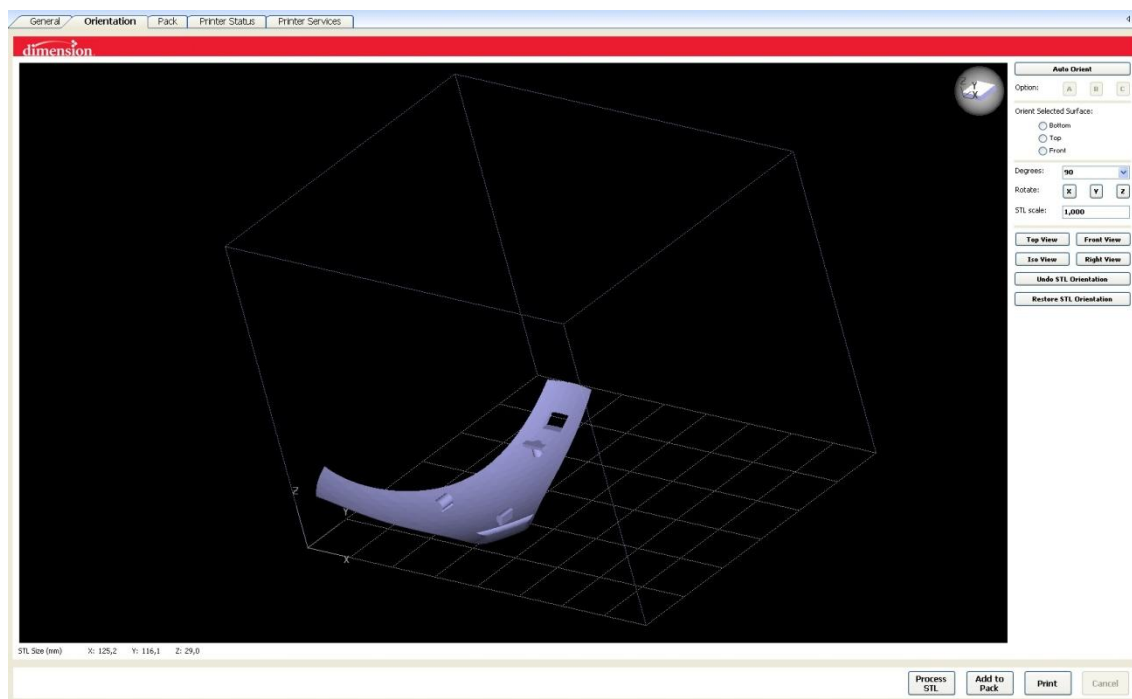 General Orientation Pack Printer Status Printer Services
dimension
Auto Orient
Option: A B C
Orient Selected Surface:
Bottom
Top
Front
Degrees: 90
Rotate: X Y Z
STL scale: 1,000
Top View Front View
Iso View Right View
Undo STL Orientation
Restore STL Orientation
Z
Y
X
Z
Y
X
STL Size (mm) X: 125,2 Y: 116,1 Z: 29,0
Process STL Add to Pack Print Cancel